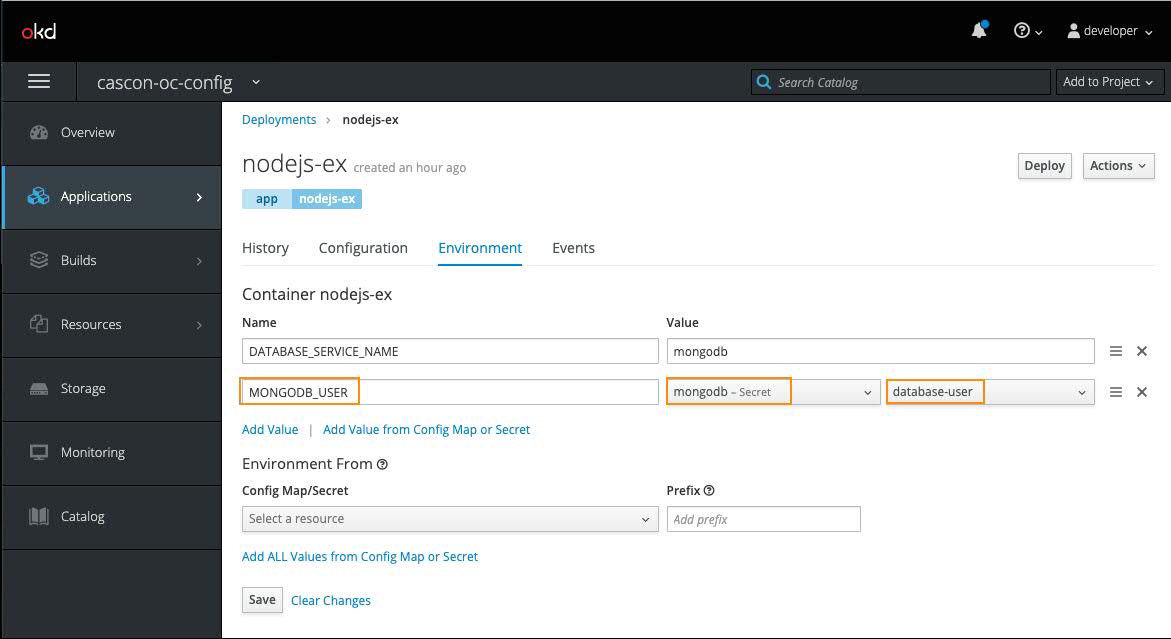 okd
developer
cascon-oc-config
Search Catalog
Add to Project
Overview
Applications
Builds
Resources
Storage
Monitoring
Catalog
Deployments > nodejs-ex
nodejs-ex created an hour ago
Deploy
Actions
app nodejs-ex
History Configuration Environment Events
Container nodejs-ex
Name Value
DATABASE_SERVICE_NAME mongodb
MONGODB_USER mongodb – Secret database-user
Add Value | Add Value from Config Map or Secret
Environment From
Config Map/Secret Prefix
Select a resource Add prefix
Add ALL Values from Config Map or Secret
Save Clear Changes